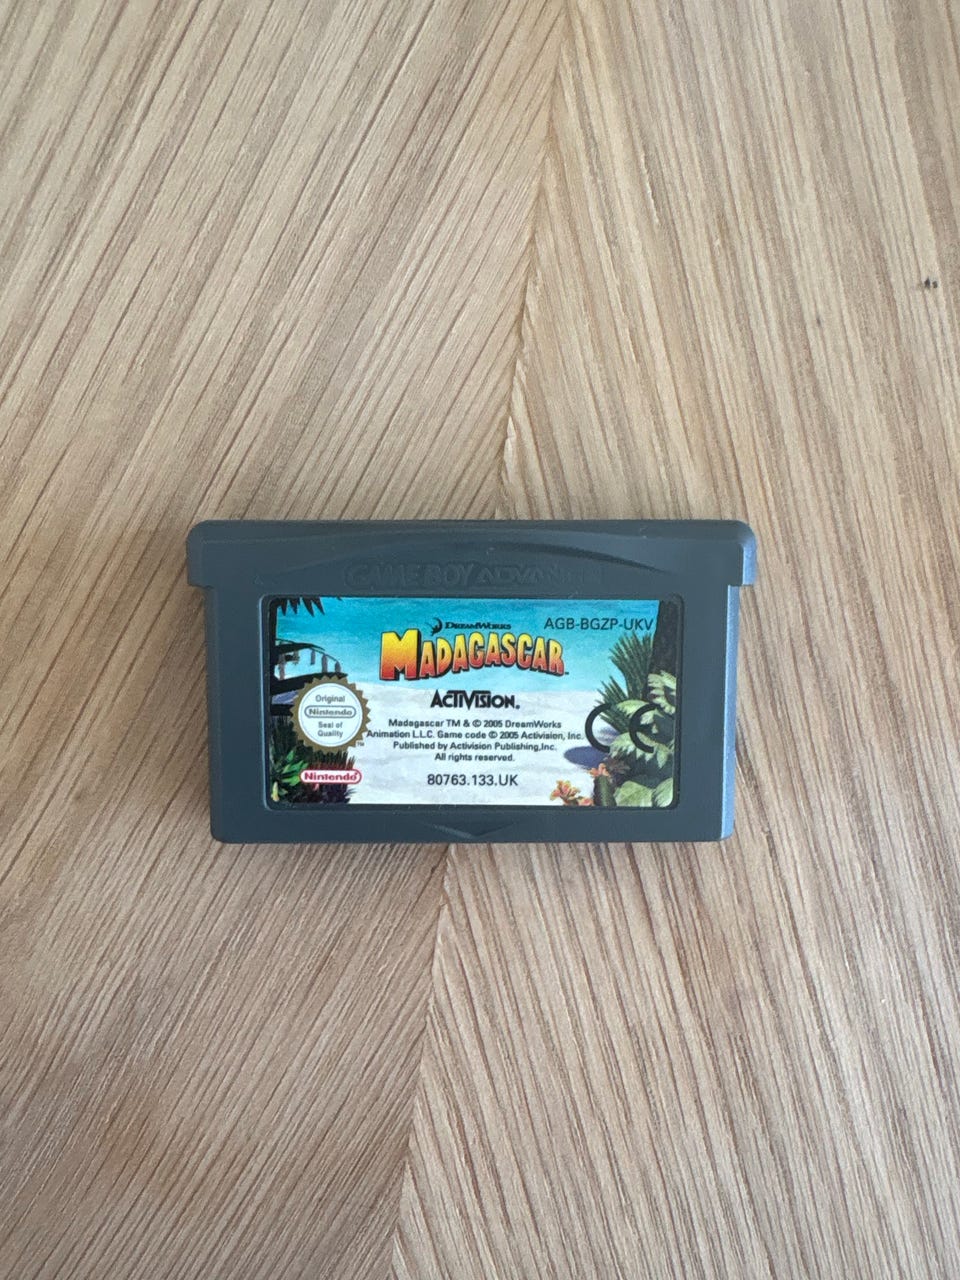 GAME BOY ADVANCE
DREAMWORKS
AGB-BGZP-UKV
MADAGASCAR
ACTIVISION.
Original
Nintendo
Seal of
Quality
TM
Madagascar TM & © 2005 DreamWorks
Animation L.L.C. Game code © 2005 Activision, Inc.
Published by Activision Publishing,Inc.
All rights reserved.
CE
Nintendo®
80763.133.UK